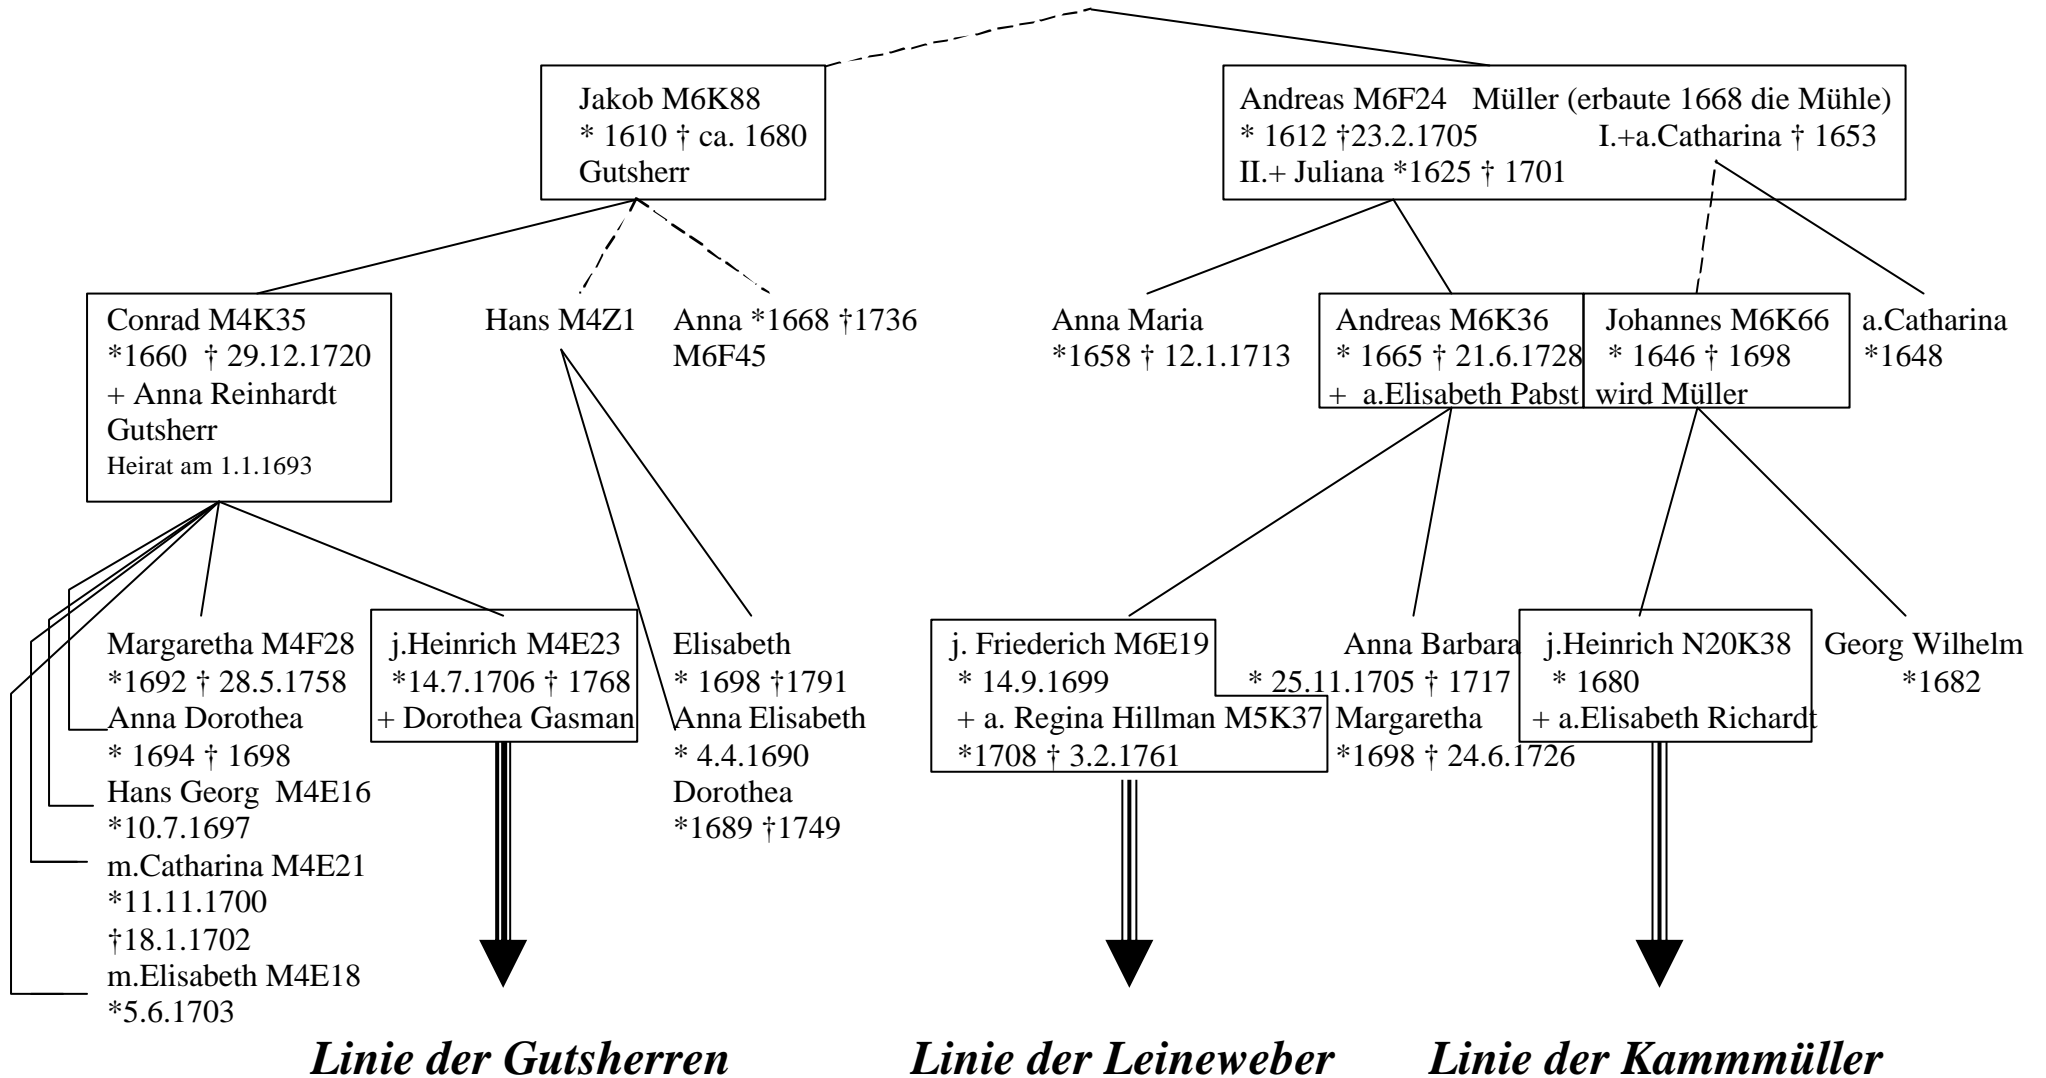 Jakob M6K88
* 1610 † ca. 1680
Gutsherr
Andreas M6F24 Müller (erbaute 1668 die Mühle)
* 1612 †23.2.1705 I.+a.Catharina † 1653
II.+ Juliana *1625 † 1701
Conrad M4K35
*1660 † 29.12.1720
+ Anna Reinhardt
Gutsherr
Heirat am 1.1.1693
Hans M4Z1
Anna *1668 †1736
M6F45
Anna Maria
*1658 † 12.1.1713
Andreas M6K36
* 1665 † 21.6.1728
+ a.Elisabeth Pabst
Johannes M6K66
* 1646 † 1698
wird Müller
a.Catharina
*1648
Margaretha M4F28
*1692 † 28.5.1758
Anna Dorothea
* 1694 † 1698
Hans Georg M4E16
*10.7.1697
m.Catharina M4E21
*11.11.1700
†18.1.1702
m.Elisabeth M4E18
*5.6.1703
j.Heinrich M4E23
*14.7.1706 † 1768
+ Dorothea Gasman
Elisabeth
* 1698 †1791
Anna Elisabeth
* 4.4.1690
Dorothea
*1689 †1749
j. Friederich M6E19
* 14.9.1699
+ a. Regina Hillman M5K37
*1708 † 3.2.1761
Anna Barbara
* 25.11.1705 † 1717
Margaretha
*1698 † 24.6.1726
j.Heinrich N20K38
* 1680
+ a.Elisabeth Richardt
Georg Wilhelm
*1682
Linie der Gutsherren
Linie der Leineweber
Linie der Kammmüller